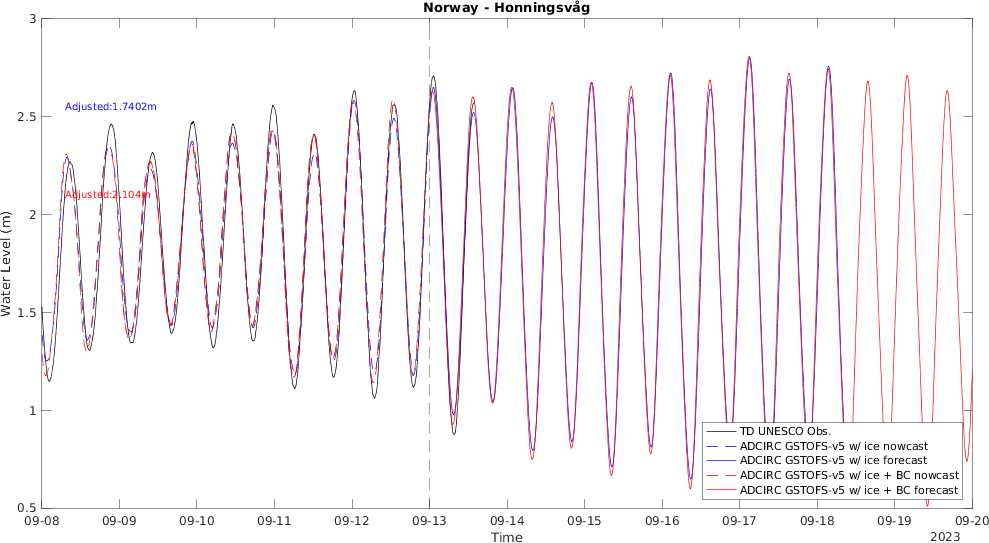 Norway - Honningsvåg
3
2.5
2
1.5
1
0.5
Water Level (m)
Adjusted:1.7402m
Adjusted:2.104m
TD UNESCO Obs.
ADCIRC GSTOFS-v5 w/ ice nowcast
ADCIRC GSTOFS-v5 w/ ice forecast
ADCIRC GSTOFS-v5 w/ ice + BC nowcast
ADCIRC GSTOFS-v5 w/ ice + BC forecast
09-08 09-09 09-10 09-11 09-12 09-13 09-14 09-15 09-16 09-17 09-18 09-19 09-20
Time
2023